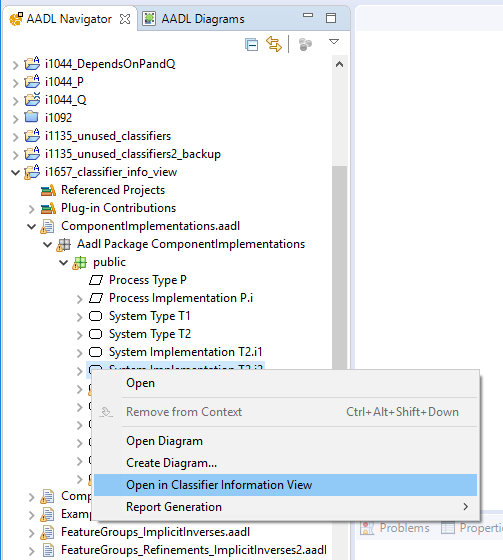 AADL Navigator AADL Diagrams
i1044_DependsOnPandQ
i1044_P
i1044_Q
i1092
i1135_unused_classifiers
i1135_unused_classifiers2_backup
i1657_classifier_info_view
Referenced Projects
Plug-in Contributions
ComponentImplementations.aadl
Aadl Package ComponentImplementations
public
Process Type P
Process Implementation P.i
System Type T1
System Type T2
System Implementation T2.i1
System Implementation T2.i2
Open
Remove from Context Ctrl+Alt+Shift+Down
Open Diagram
Create Diagram...
Open in Classifier Information View
Report Generation
Comp
Exam
FeatureGroups_ImplicitInverses.aadl
FeatureGroups_Refinements_ImplicitInverses2.aadl
Problems Properti